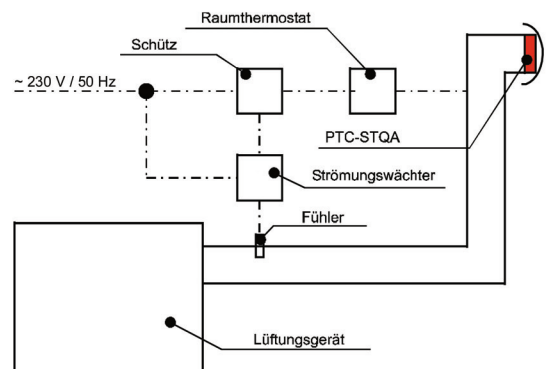 Raumthermostat
Schütz
~ 230 V / 50 Hz
PTC-STQA
Strömungswächter
Fühler
Lüftungsgerät